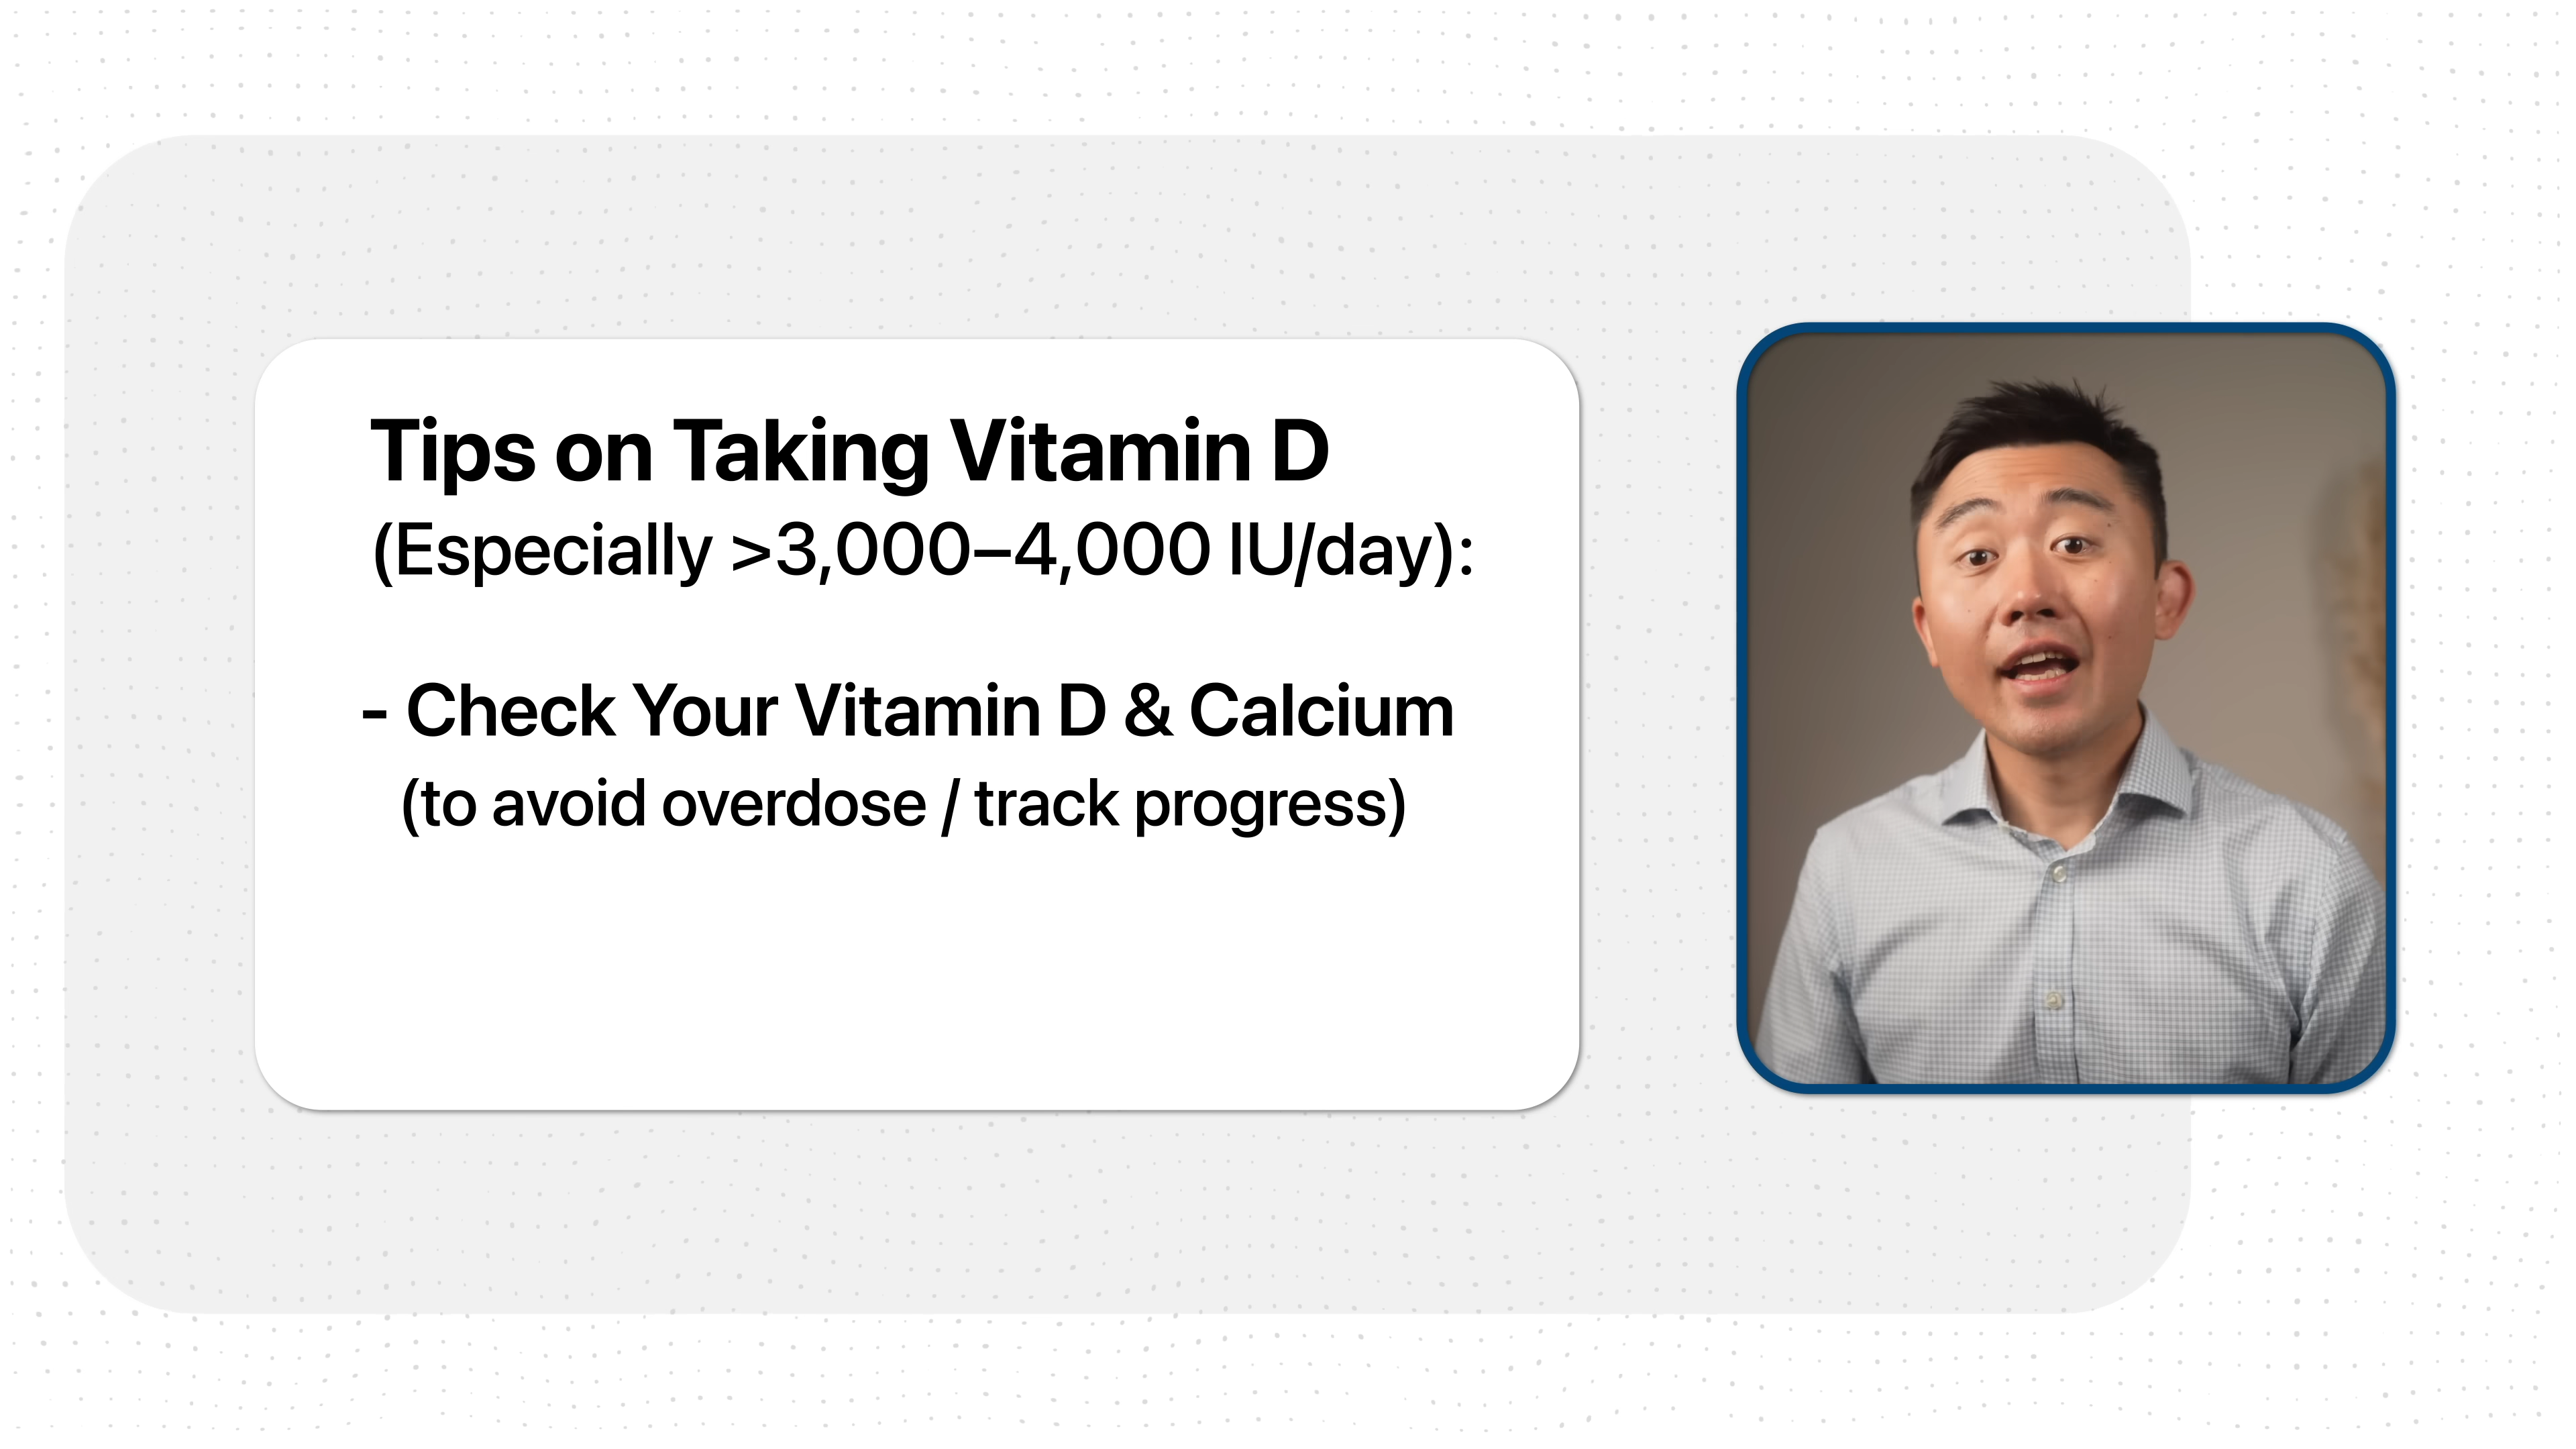 Tips on Taking Vitamin D
(Especially >3,000–4,000 IU/day):
- Check Your Vitamin D & Calcium
(to avoid overdose / track progress)